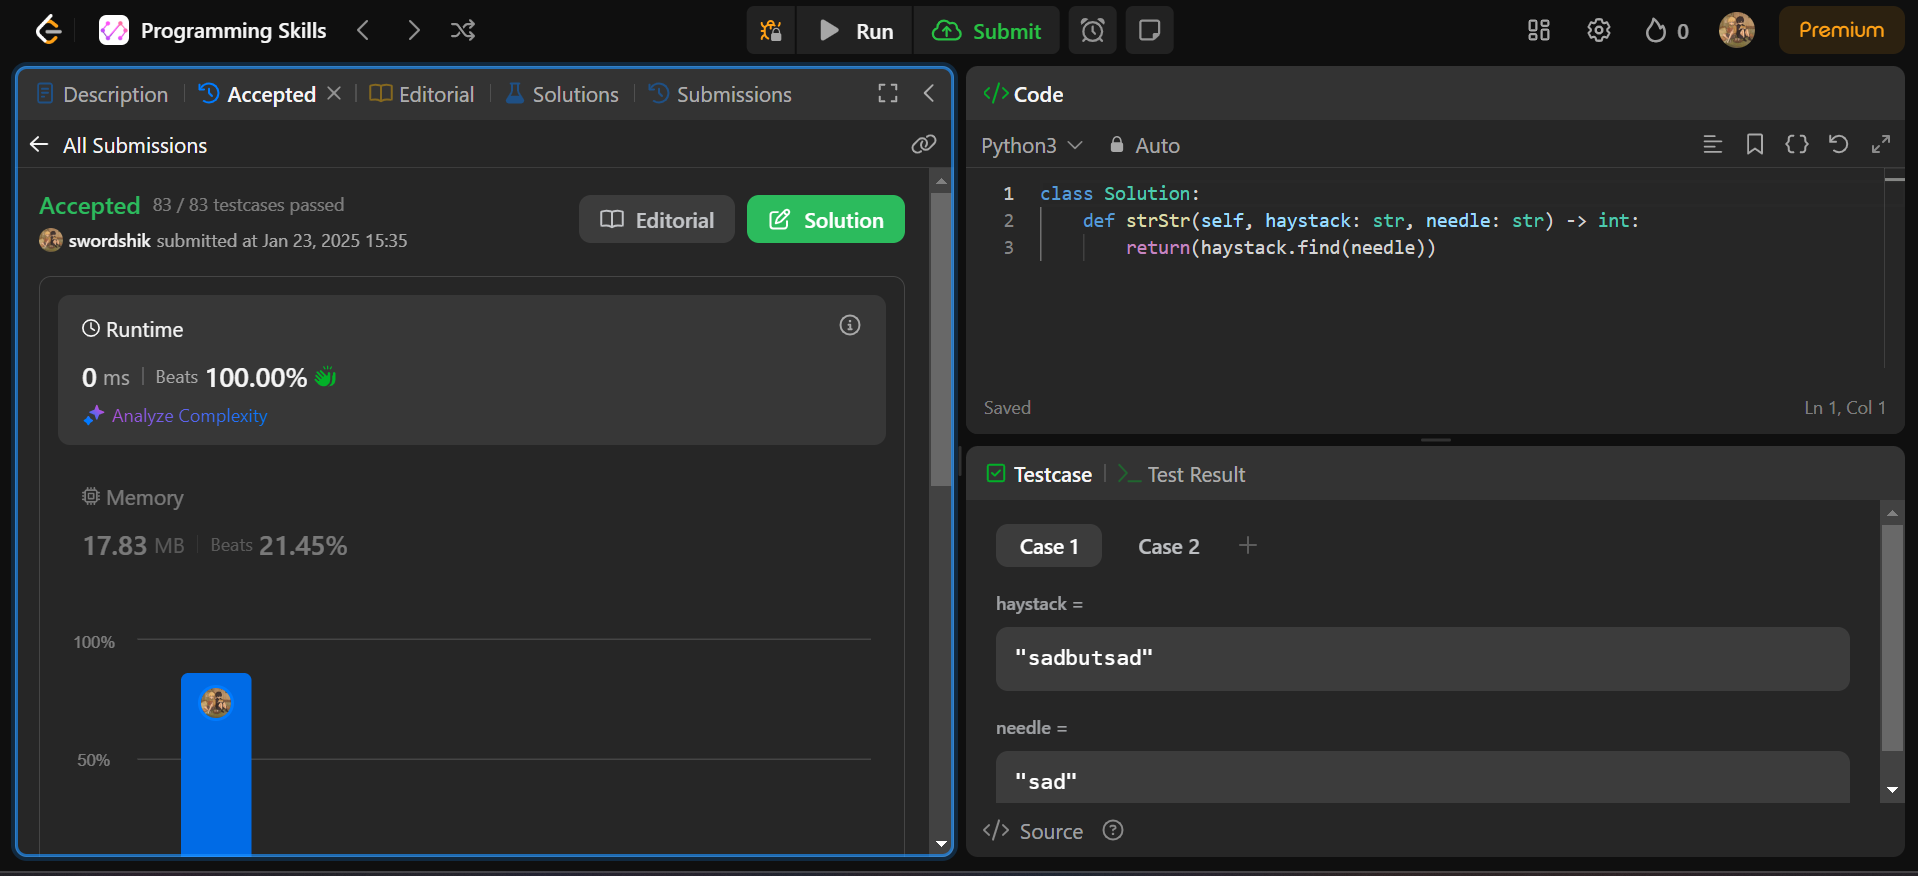 Programming Skills
Run
Submit
0
Premium
Description
Accepted
Editorial
Solutions
Submissions
All Submissions
Accepted 83 / 83 testcases passed
swordshik submitted at Jan 23, 2025 15:35
Editorial
Solution
Runtime
0 ms Beats 100.00%
Analyze Complexity
Memory
17.83 MB Beats 21.45%
100%
50%
</> Code
Python3
Auto
1 class Solution:
2 def strStr(self, haystack: str, needle: str) -> int:
3 return(haystack.find(needle))
Saved
Ln 1, Col 1
Testcase
>_ Test Result
Case 1
Case 2
+
haystack =
"sadbutsad"
needle =
"sad"
</> Source ?